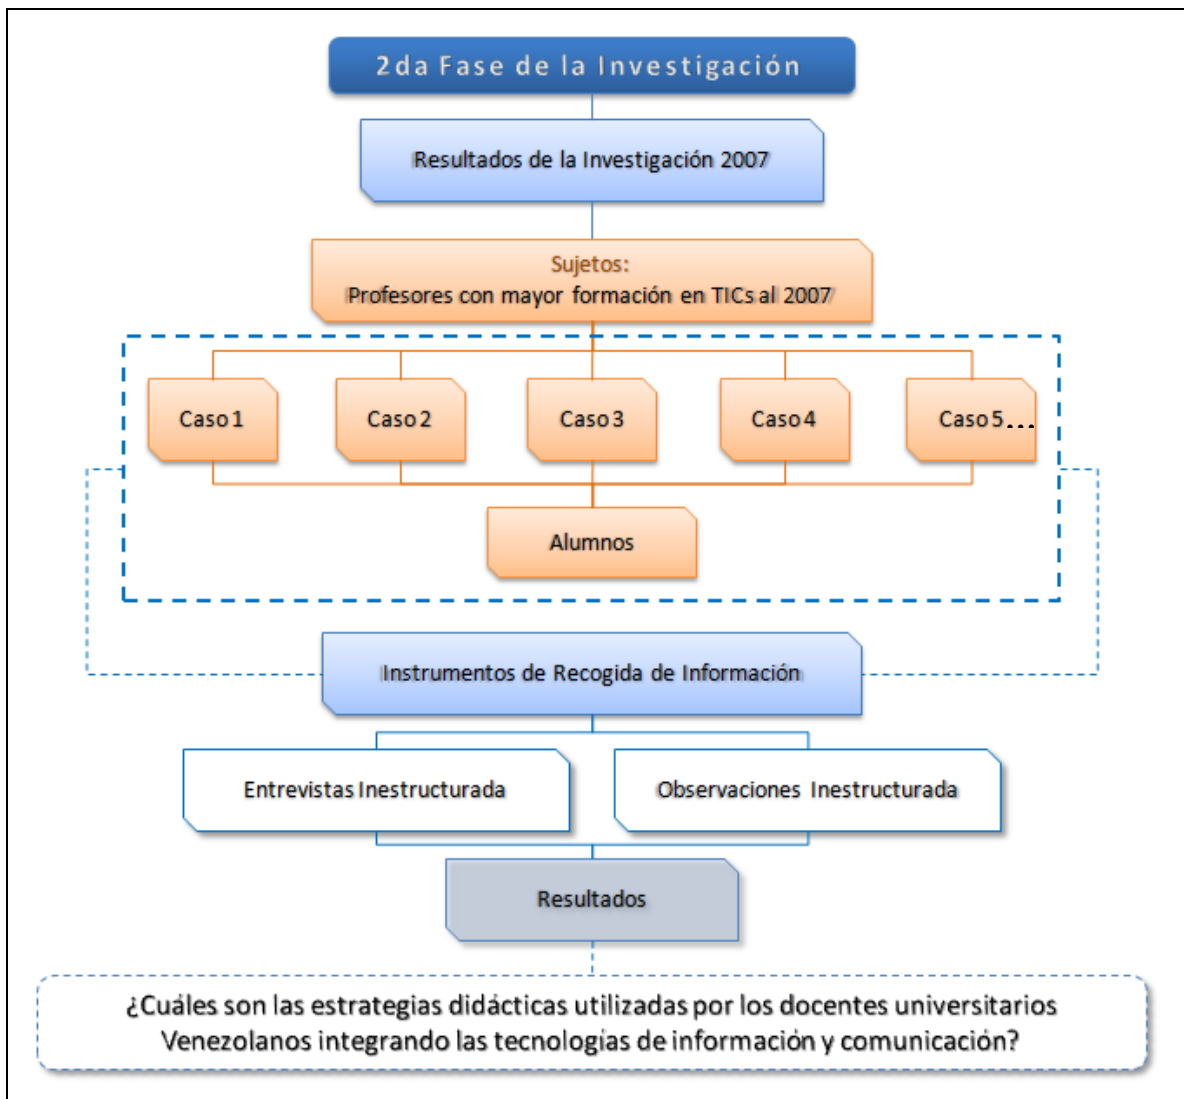 2da Fase de la Investigación
Resultados de la Investigación 2007
Sujetos:
Profesores con mayor formación en TICs al 2007
Caso 1
Caso 2
Caso 3
Caso 4
Caso 5...
Alumnos
Instrumentos de Recogida de Información
Entrevistas Inestructurada
Observaciones Inestructurada
Resultados
¿Cuáles son las estrategias didácticas utilizadas por los docentes universitarios
Venezolanos integrando las tecnologías de información y comunicación?